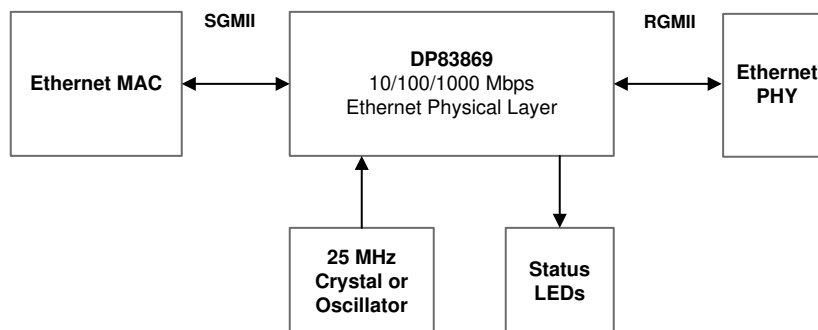 SGMII
RGMII
Ethernet MAC
DP83869
10/100/1000 Mbps
Ethernet Physical Layer
Ethernet
PHY
25 MHz
Crystal or
Oscillator
Status
LEDs